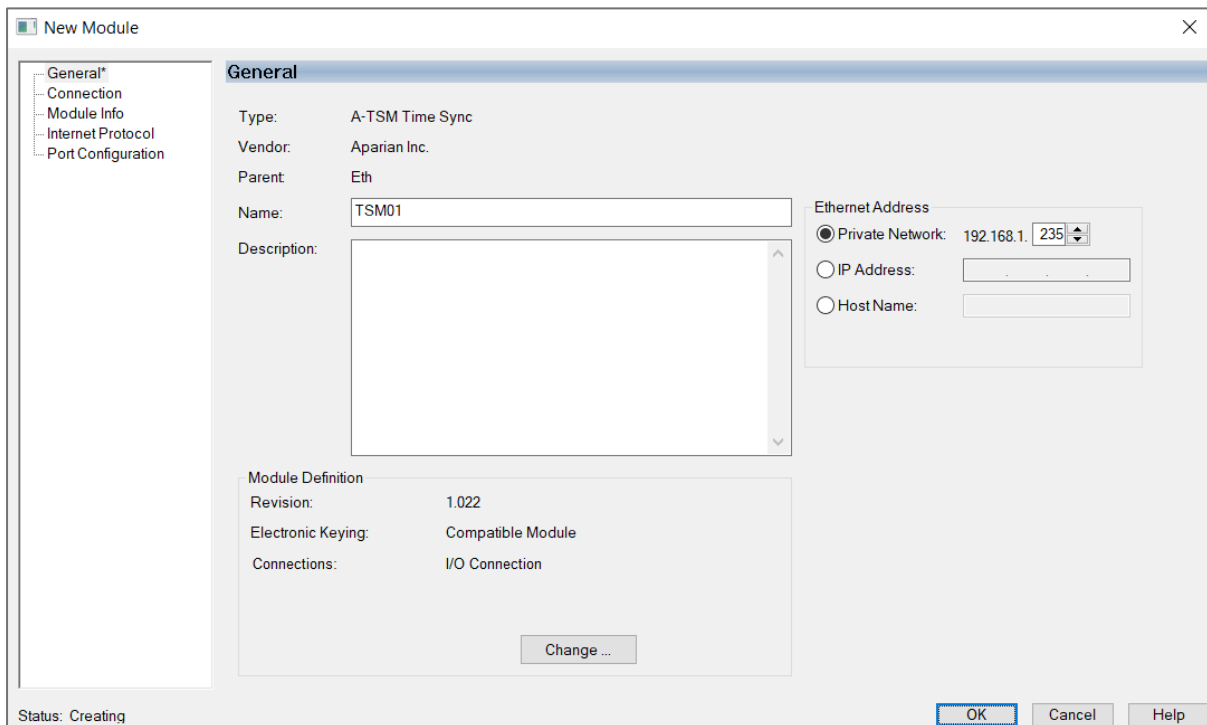 New Module
General*
Connection
Module Info
Internet Protocol
Port Configuration
General
Type: A-TSM Time Sync
Vendor: Aparian Inc.
Parent: Eth
Name: TSM01
Description:
Ethernet Address
Private Network: 192.168.1. 235
IP Address: . . .
Host Name:
Module Definition
Revision: 1.022
Electronic Keying: Compatible Module
Connections: I/O Connection
Change ...
Status: Creating
OK Cancel Help